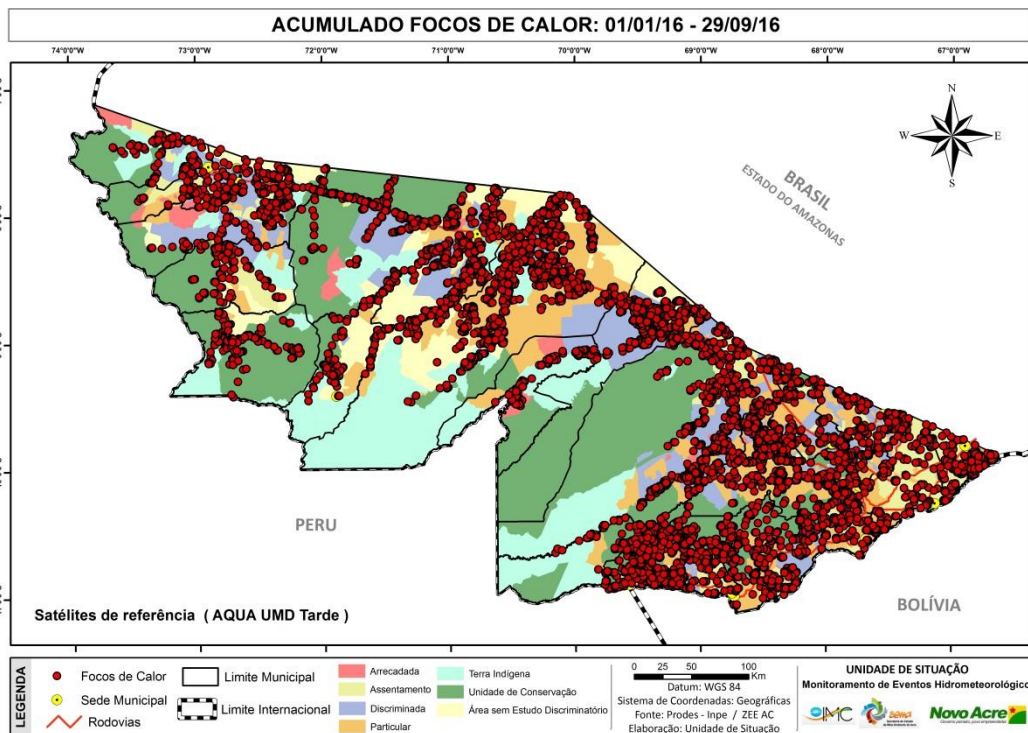 ACUMULADO FOCOS DE CALOR: 01/01/16 - 29/09/16
74°0'0"W
73°0'0"W
72°0'0"W
71°0'0"W
70°0'0"W
69°0'0"W
68°0'0"W
67°0'0"W
N
W
E
S
BRASIL
ESTADO DO AMAZONAS
PERU
BOLÍVIA
Satélites de referência ( AQUA UMD Tarde )
LEGENDA
Focos de Calor
Sede Municipal
Rodovias
Limite Municipal
Limite Internacional
Arrecadada
Assentamento
Discriminada
Particular
Terra Indígena
Unidade de Conservação
Área sem Estudo Discriminatório
0 25 50 100
Km
Datum: WGS 84
Sistema de Coordenadas: Geográficas
Fonte: Prodes - Inpe / ZEE AC
Elaboração: Unidade de Situação
UNIDADE DE SITUAÇÃO
Monitoramento de Eventos Hidrometeorológico
IMC
sema
Novo Acre